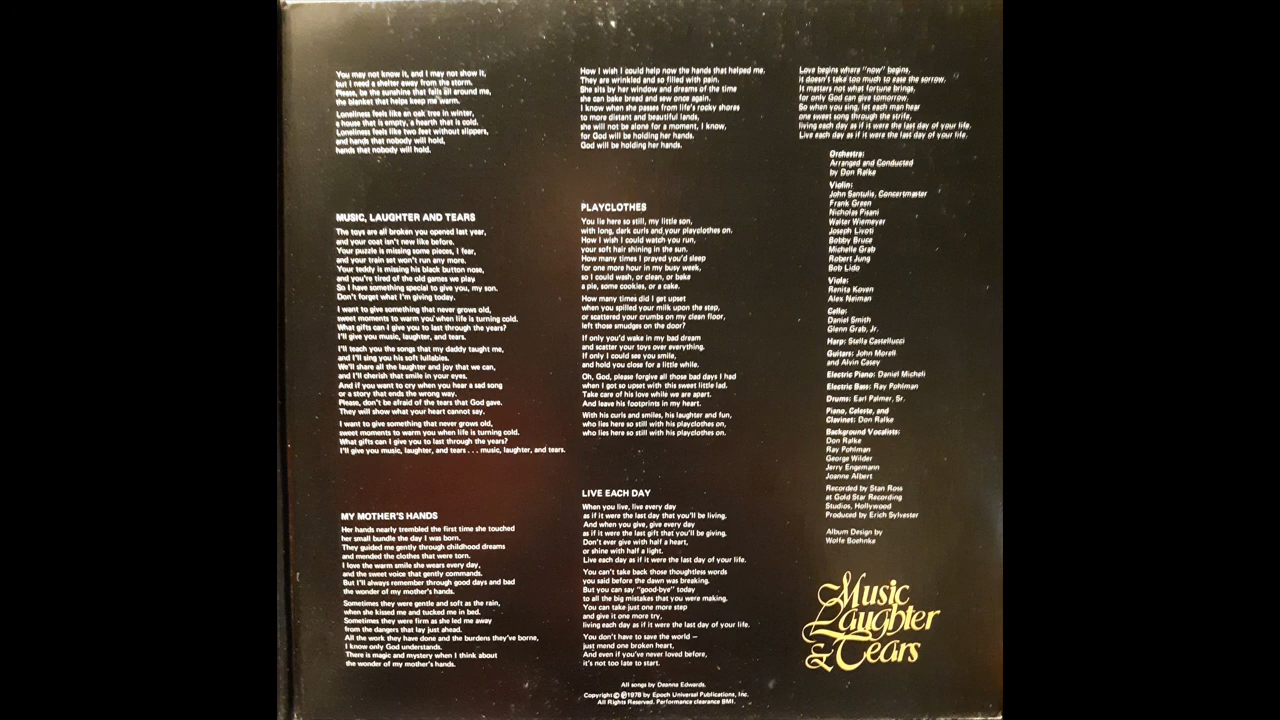 You may not know it, and I may not show it,
but I need a shelter away from the storm.
Please, be the sunshine that falls all around me,
the blanket that helps keep me warm.
Loneliness feels like an oak tree in winter,
a house that is empty, a hearth that is cold.
Loneliness feels like two feet without slippers,
and hands that nobody will hold,
hands that nobody will hold.
MUSIC, LAUGHTER AND TEARS
The toys are all broken you opened last year,
and your coat isn't new like before.
Your puzzle is missing some pieces, I fear,
and your train set won't run any more.
Your teddy is missing his black button nose,
and you're tired of the old games we play.
So I have something special to give you, my son.
Don't forget what I'm giving today.
I want to give something that never grows old,
sweet moments to warm you when life is turning cold.
What gifts can I give you to last through the years?
I'll give you music, laughter, and tears.
I'll teach you the songs that my daddy taught me,
and I'll sing you his soft lullabies.
We'll share all the laughter and joy that we can,
and I'll cherish that smile in your eyes.
And if you want to cry when you hear a sad song
or a story that ends the wrong way.
Please, don't be afraid of the tears that God gave.
They will show what your heart cannot say.
I want to give something that never grows old,
sweet moments to warm you when life is turning cold.
What gifts can I give you to last through the years?
I'll give you music, laughter, and tears . . . music, laughter, and tears.
MY MOTHER'S HANDS
Her hands nearly trembled the first time she touched
her small bundle the day I was born.
They guided me gently through childhood dreams
and mended the clothes that were torn.
I love the warm smile she wears every day,
and the sweet voice that gently commands.
But I'll always remember through good days and bad
the wonder of my mother's hands.
Sometimes they were gentle and soft as the rain,
when she kissed me and tucked me in bed.
Sometimes they were firm as she led me away
from the dangers that lay just ahead.
All the work they have done and the burdens they've borne,
I know only God understands.
There is magic and mystery when I think about
the wonder of my mother's hands.
How I wish I could help now the hands that helped me.
They are wrinkled and so filled with pain.
She sits by her window and dreams of the time
she can bake bread and sew once again.
I know when she passes from life's rocky shores
to more distant and beautiful lands,
she will not be alone for a moment, I know,
for God will be holding her hands.
God will be holding her hands.
PLAYCLOTHES
You lie here so still, my little son,
with long, dark curls and your playclothes on.
How I wish I could watch you run,
your soft hair shining in the sun.
How many times I prayed you'd sleep
for one more hour in my busy week,
so I could wash, or clean, or bake
a pie, some cookies, or a cake.
How many times did I get upset
when you spilled your milk upon the step,
or scattered your crumbs on my clean floor,
left those smudges on the door?
If only you'd wake in my bad dream
and scatter your toys over everything.
If only I could see you smile,
and hold you close for a little while.
Oh, God, please forgive all those bad days I had
when I got so upset with this sweet little lad.
Take care of his love while we are apart.
And leave his footprints in my heart.
With his curls and smiles, his laughter and fun,
who lies here so still with his playclothes on,
who lies here so still with his playclothes on.
LIVE EACH DAY
When you live, live every day
as if it were the last day that you'll be living.
And when you give, give every day
as if it were the last gift that you'll be giving.
Don't ever give with half a heart,
or shine with half a light.
Live each day as if it were the last day of your life.
You can't take back those thoughtless words
you said before the dawn was breaking.
But you can say "good-bye" today
to all the big mistakes that you were making.
You can take just one more step
and give it one more try,
living each day as if it were the last day of your life.
You don't have to save the world —
just mend one broken heart,
And even if you've never loved before,
it's not too late to start.
Love begins where "now" begins,
it doesn't take too much to ease the sorrow.
It matters not what fortune brings,
for only God can give tomorrow.
So when you sing, let each man hear
one sweet song through the strife,
living each day as if it were the last day of your life.
Live each day as if it were the last day of your life.
Orchestra:
Arranged and Conducted
by Don Ralke
Violin:
John Santulis, Concertmaster
Frank Green
Nicholas Pisani
Walter Wiemeyer
Joseph Livoti
Bobby Bruce
Michelle Grab
Robert Jung
Bob Lido
Viola:
Renita Koven
Alex Neiman
Cello:
Daniel Smith
Glenn Grab, Jr.
Harp: Stella Castellucci
Guitars: John Morell
and Alvin Casey
Electric Piano: Daniel Micheli
Electric Bass: Ray Pohlman
Drums: Earl Palmer, Sr.
Piano, Celeste, and
Clavinet: Don Ralke
Background Vocalists:
Don Ralke
Ray Pohlman
George Wilder
Jerry Engemann
Joanne Albert
Recorded by Stan Ross
at Gold Star Recording
Studios, Hollywood
Produced by Erich Sylvester
Album Design by
Wolfe Boehnke
Music
Laughter
& Tears
All songs by Deanna Edwards.
Copyright © ℗1978 by Epoch Universal Publications, Inc.
All Rights Reserved. Performance clearance BMI.